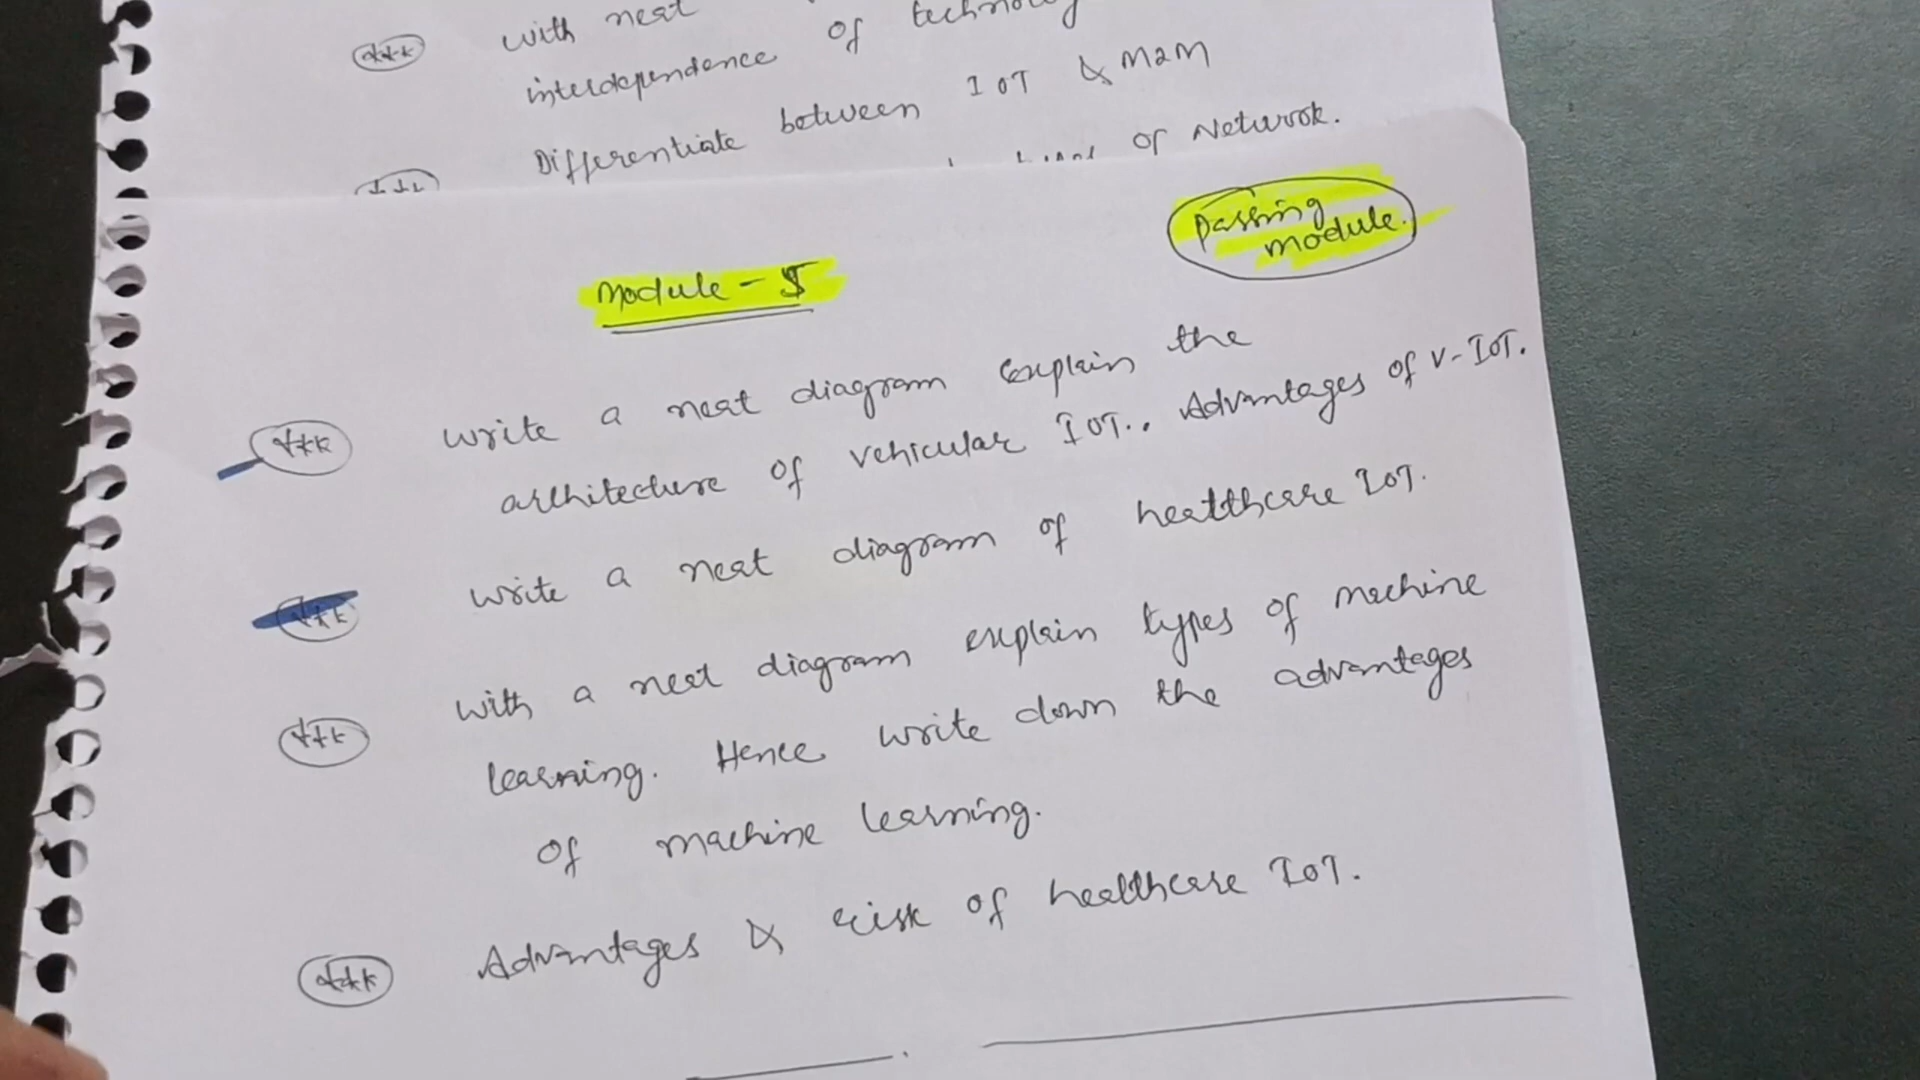 *** with neat
interdependence of technology
Differentiate between IoT & M2M
of Network.
Passing
module.
Module - 5
*** write a neat diagram explain the
architecture of vehicular IoT.. Advantages of V-IoT.
*** write a neat diagram of healthcare IoT.
*** with a neat diagram explain types of machine
learning. Hence write down the advantages
of machine learning.
*** Advantages & risk of healthcare IoT.